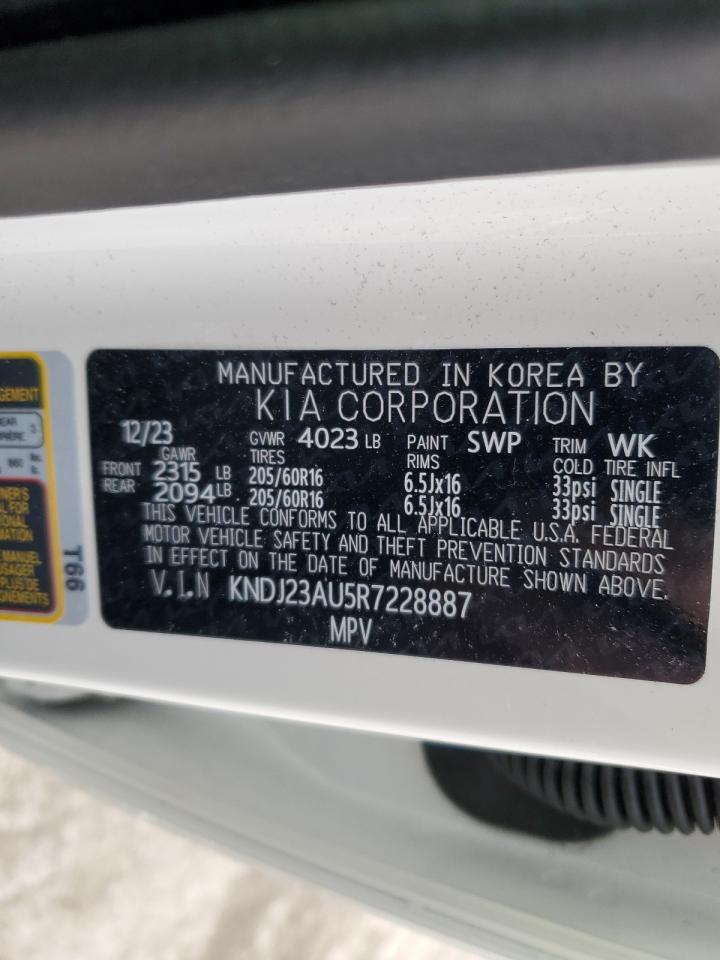 MANUFACTURED IN KOREA BY
KIA CORPORATION
12/23 GVWR 4023 LB PAINT SWP TRIM WK
GAWR TIRES RIMS COLD TIRE INFL
FRONT 2315 LB 205/60R16 6.5Jx16 33psi SINGLE
REAR 2094 LB 205/60R16 6.5Jx16 33psi SINGLE
THIS VEHICLE CONFORMS TO ALL APPLICABLE U.S.A. FEDERAL
MOTOR VEHICLE SAFETY AND THEFT PREVENTION STANDARDS
IN EFFECT ON THE DATE OF MANUFACTURE SHOWN ABOVE.
V.I.N KNDJ23AU5R7228887
MPV
T66
MANUEL